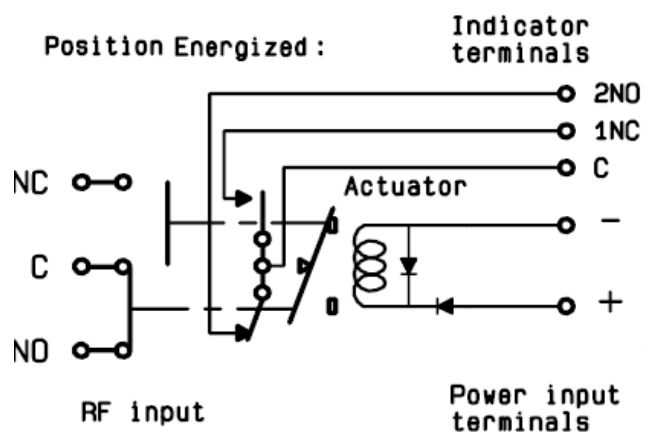 Position Energized :
Indicator
terminals
2NO
1NC
C
Actuator
-
+
NC
C
NO
RF input
Power input
terminals